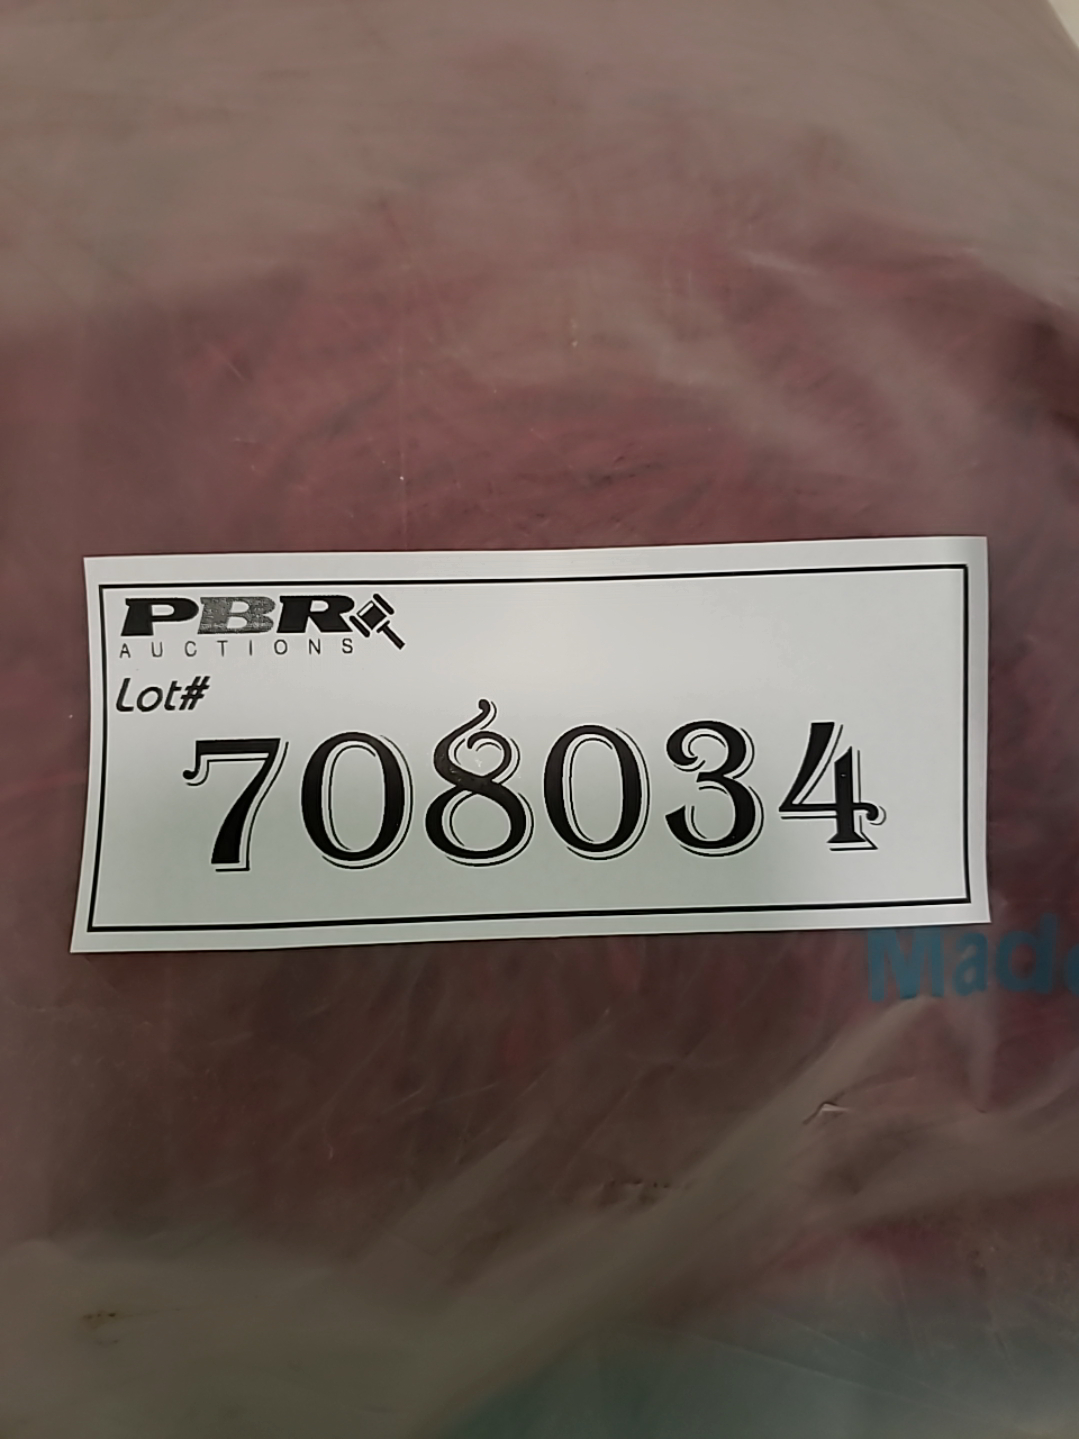 PBR
AUCTIONS
Lot#
708034